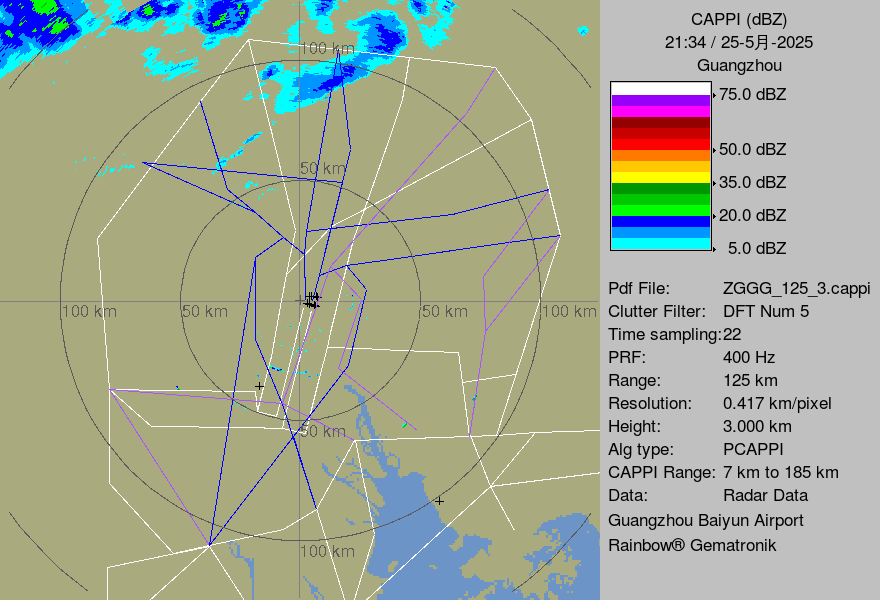 CAPPI (dBZ)
21:34 / 25-5月-2025
Guangzhou
75.0 dBZ
50.0 dBZ
35.0 dBZ
20.0 dBZ
5.0 dBZ
Pdf File: ZGGG_125_3.cappi
Clutter Filter: DFT Num 5
Time sampling:22
PRF: 400 Hz
Range: 125 km
Resolution: 0.417 km/pixel
Height: 3.000 km
Alg type: PCAPPI
CAPPI Range: 7 km to 185 km
Data: Radar Data
Guangzhou Baiyun Airport
Rainbow® Gematronik
100 km
50 km
100 km
50 km
50 km
100 km
50 km
100 km